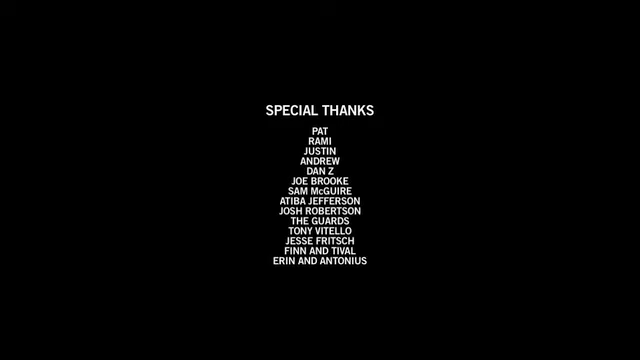 SPECIAL THANKS
PAT
RAMI
JUSTIN
ANDREW
DAN Z
JOE BROOKE
SAM McGUIRE
ATIBA JEFFERSON
JOSH ROBERTSON
THE GUARDS
TONY VITELLO
JESSE FRITSCH
FINN AND TIVAL
ERIN AND ANTONIUS